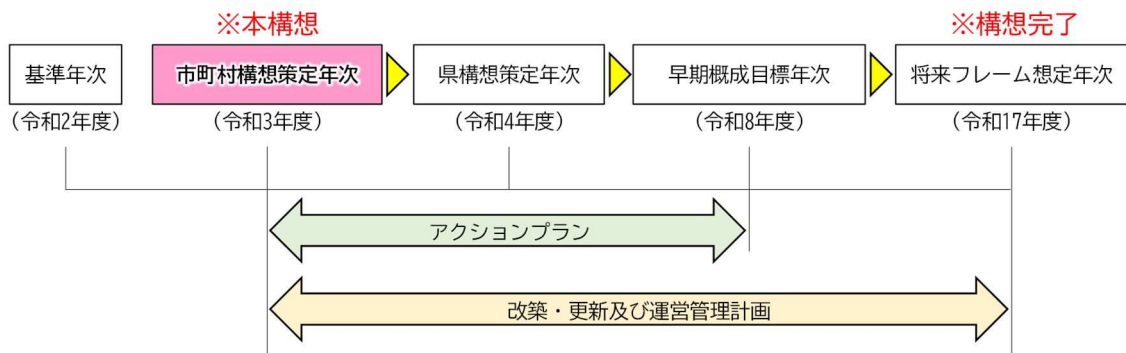 ※本構想
※構想完了
基準年次
市町村構想策定年次
県構想策定年次
早期概成目標年次
将来フレーム想定年次
(令和2年度)
(令和3年度)
(令和4年度)
(令和8年度)
(令和17年度)
アクションプラン
改築・更新及び運営管理計画